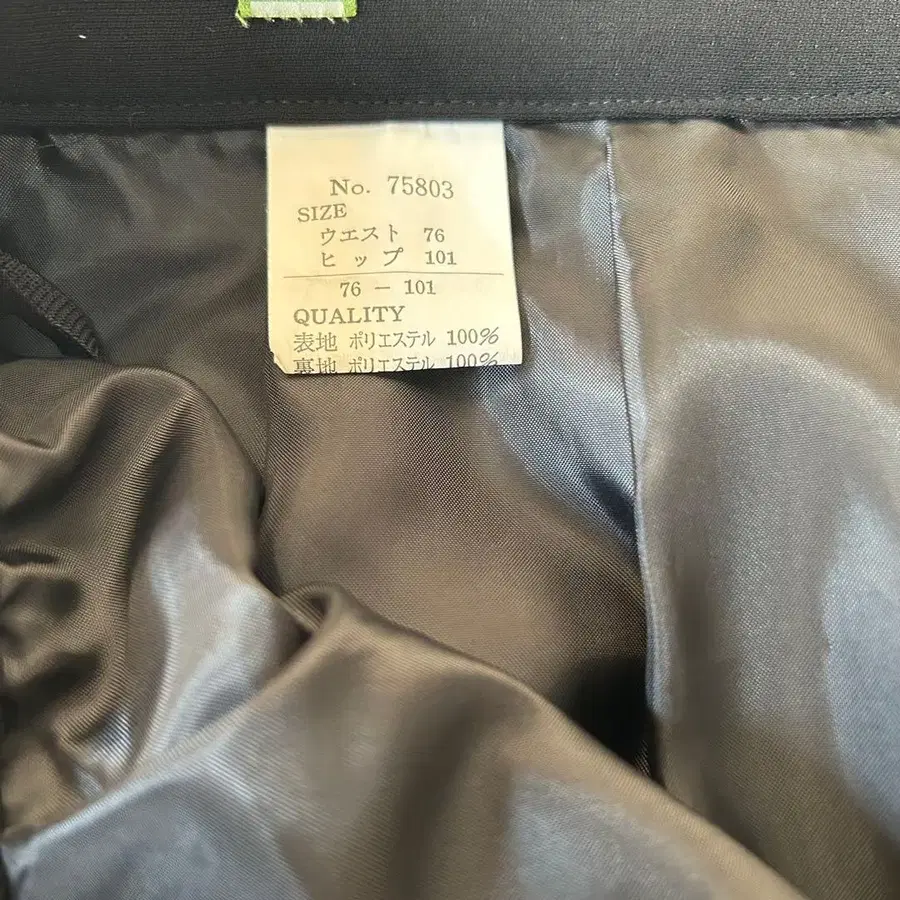 No. 75803
SIZE
ウエスト 76
ヒップ 101
76 − 101
QUALITY
表地 ポリエステル 100%
裏地 ポリエステル 100%